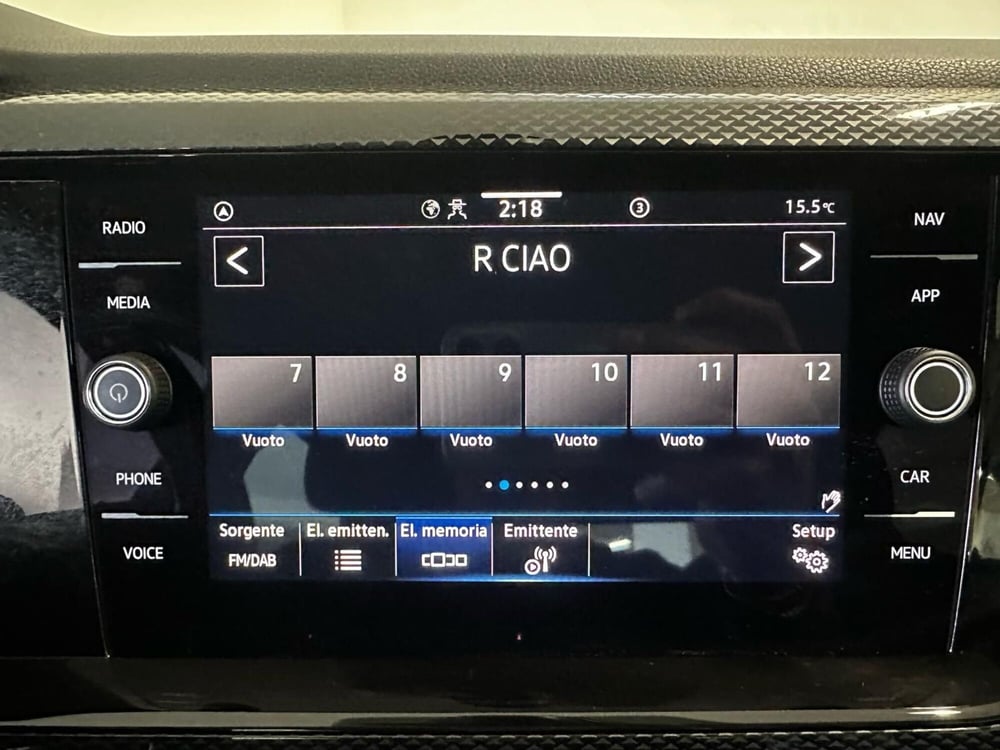 RADIO
MEDIA
PHONE
VOICE
2:18
3
15.5°C
R CIAO
7 8 9 10 11 12
Vuoto Vuoto Vuoto Vuoto Vuoto Vuoto
Sorgente El. emitten. El. memoria Emittente Setup
FM/DAB
NAV
APP
CAR
MENU